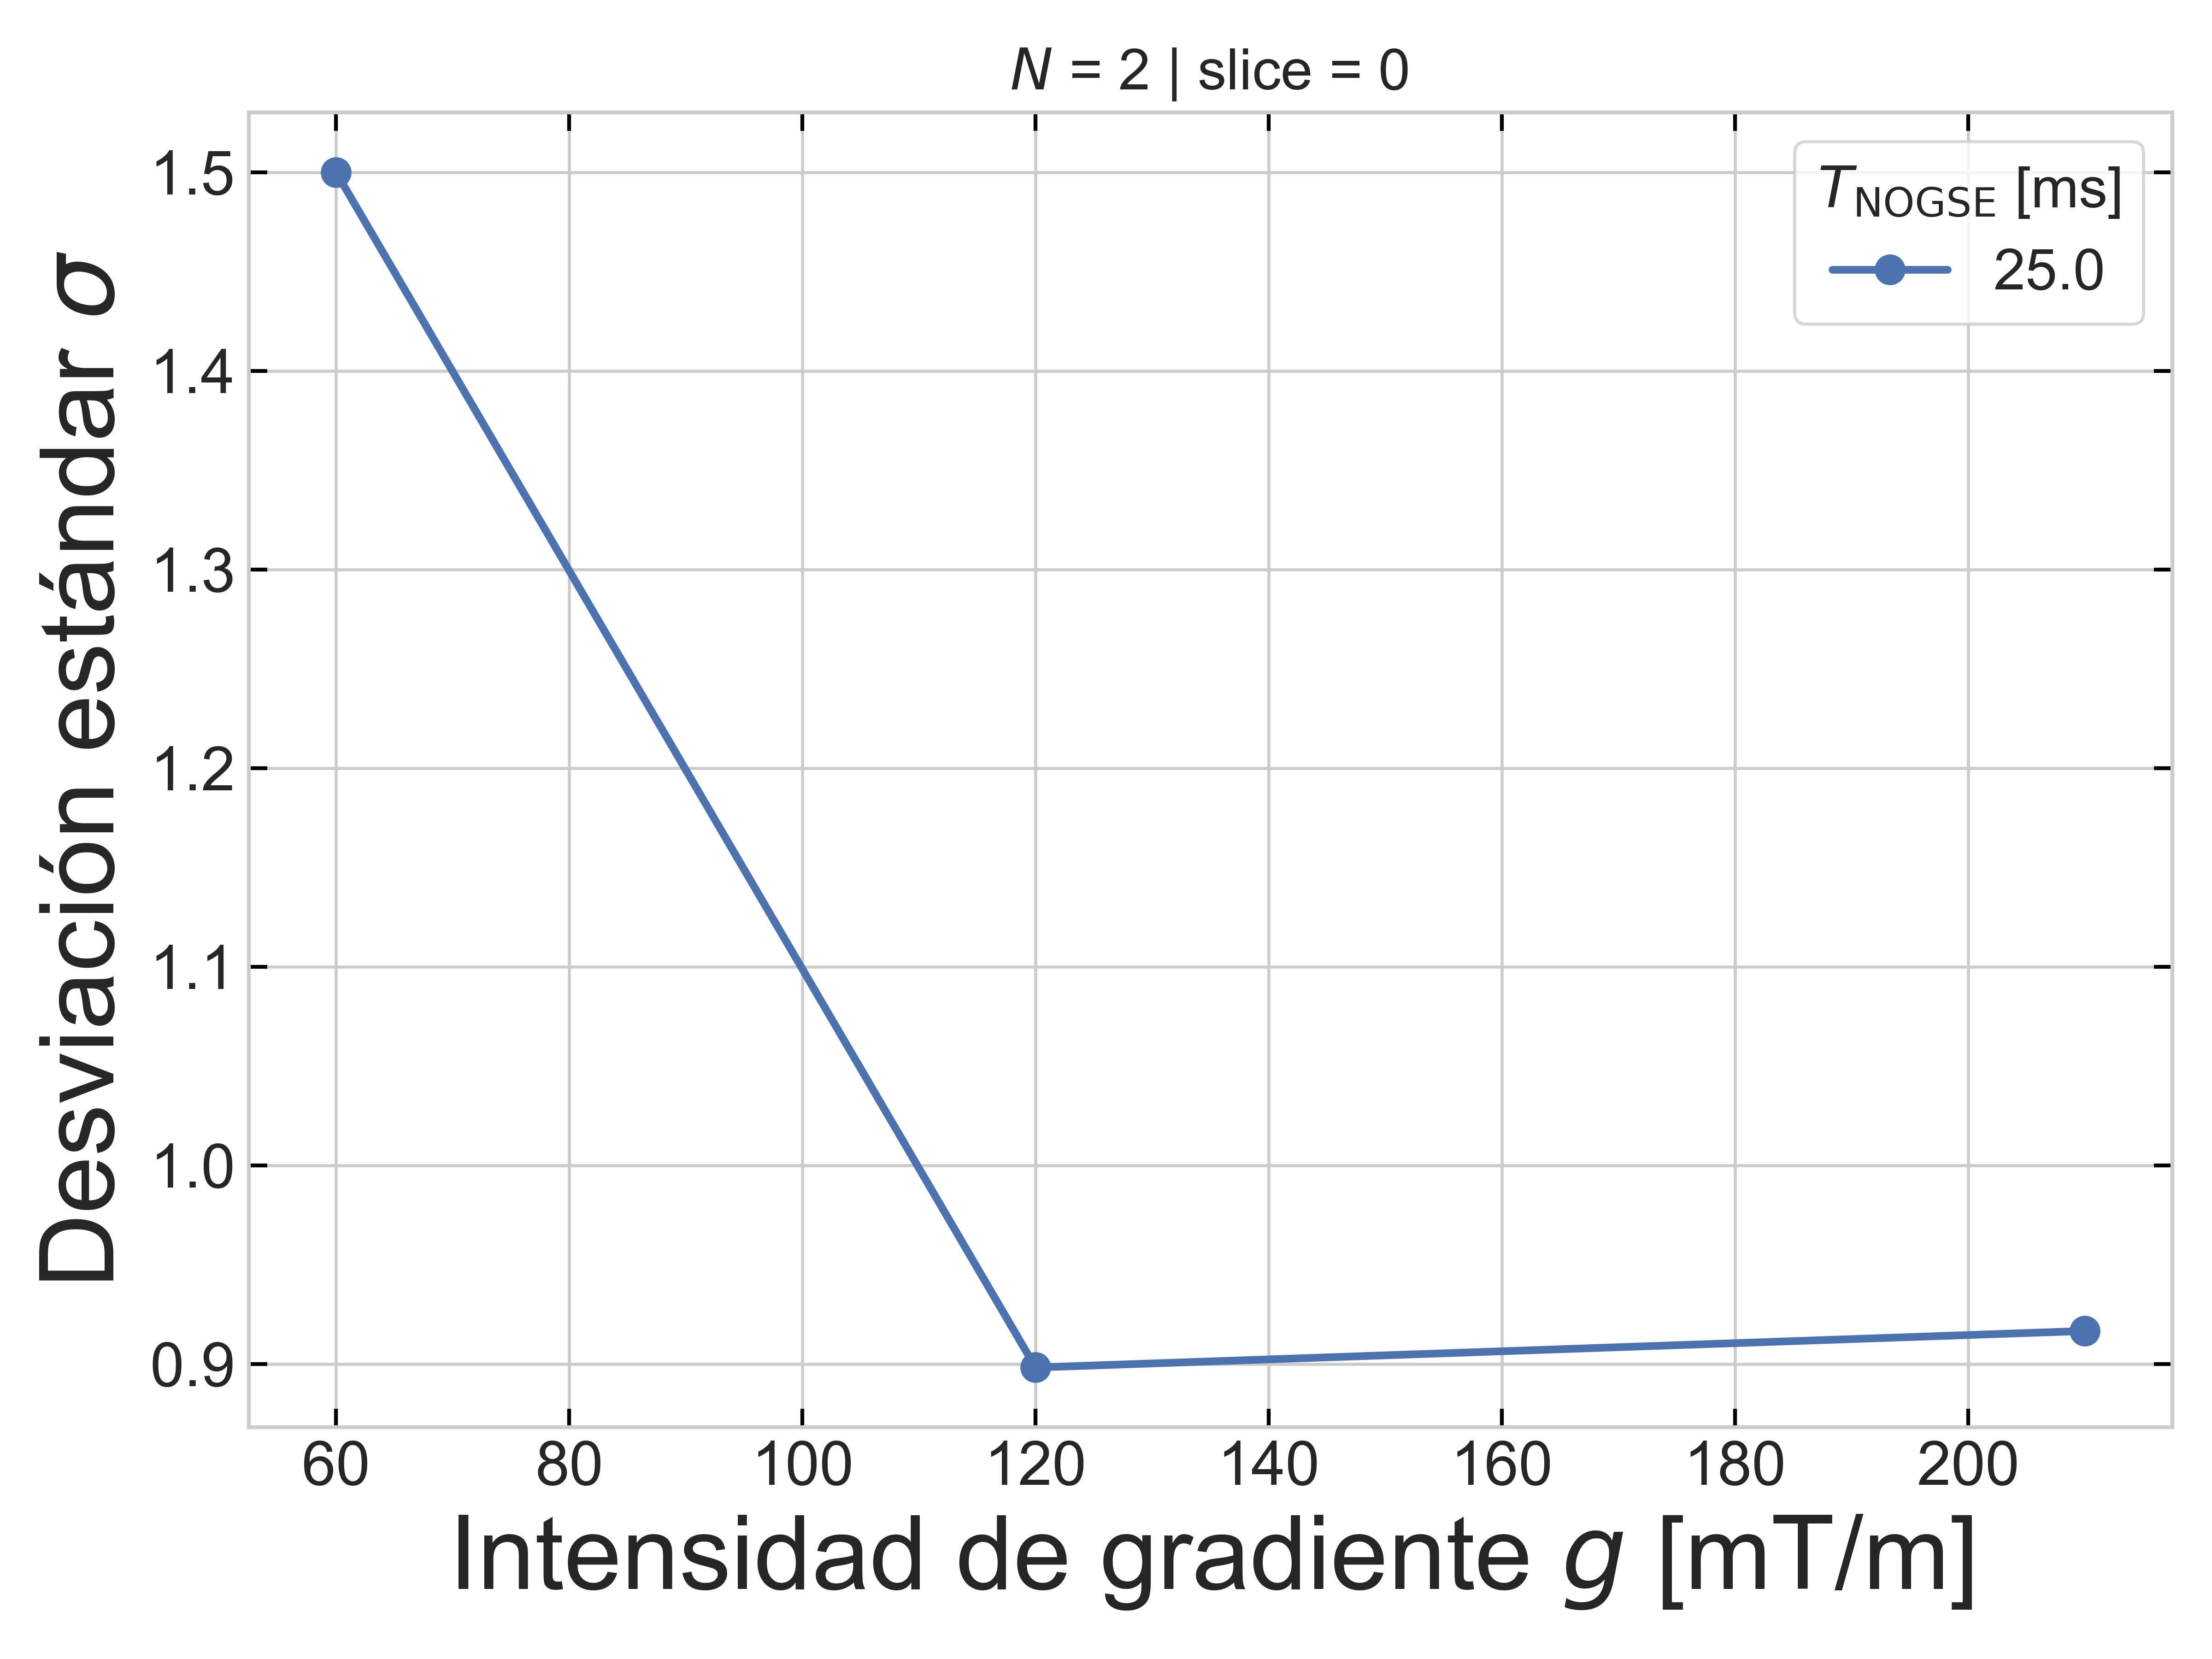 N = 2 | slice = 0
Desviación estándar σ
1.5
1.4
1.3
1.2
1.1
1.0
0.9
T_NOGSE [ms]
25.0
60 80 100 120 140 160 180 200
Intensidad de gradiente g [mT/m]